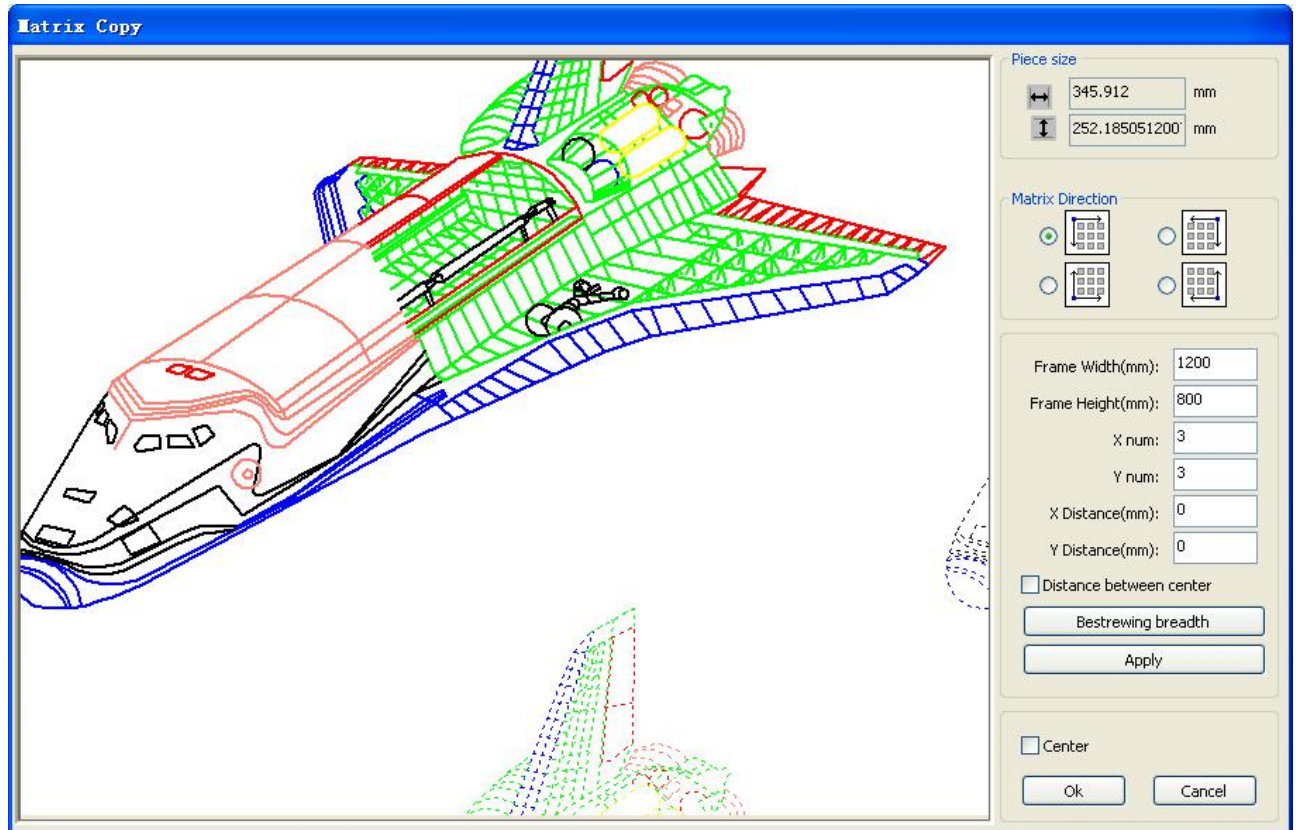 Matrix Copy
Piece size
345.912 mm
252.185051200 mm
Matrix Direction
Frame Width(mm): 1200
Frame Height(mm): 800
X num: 3
Y num: 3
X Distance(mm): 0
Y Distance(mm): 0
Distance between center
Bestrewing breadth
Apply
Center
Ok Cancel